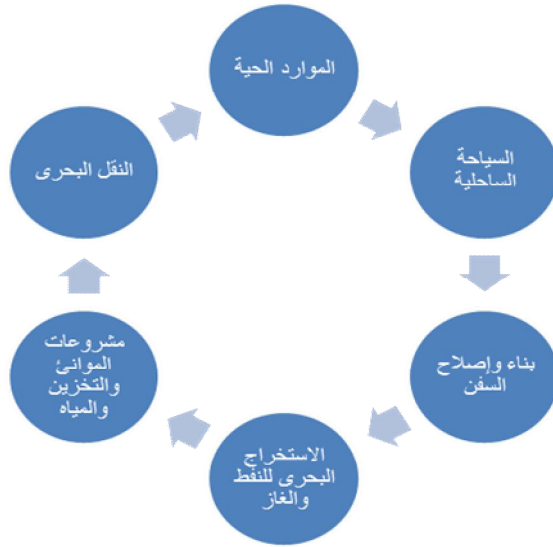 الموارد الحية
السياحة
الساحلية
بناء وإصلاح
السفن
الاستخراج
البحرى للنفط
والغاز
مشروعات
الموانئ
والتخزين
والمياه
النقل البحرى